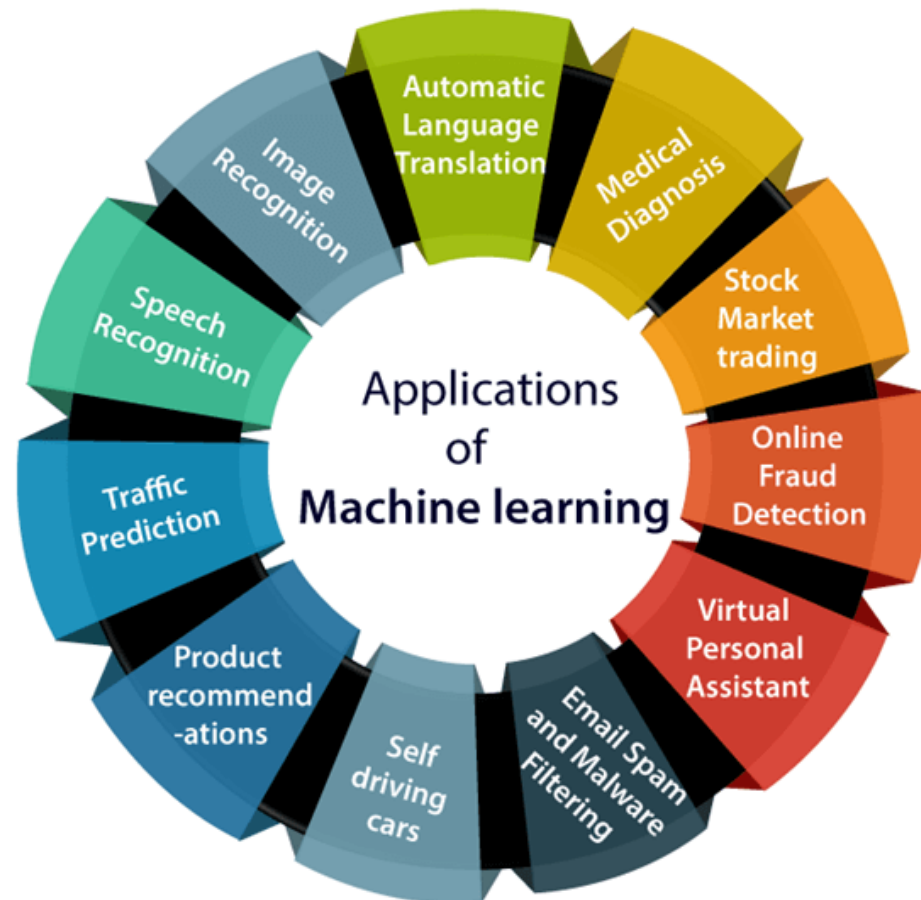 Applications
of
Machine learning
Automatic
Language
Translation
Medical
Diagnosis
Stock
Market
trading
Online
Fraud
Detection
Virtual
Personal
Assistant
Email Spam
and Malware
Filtering
Self
driving
cars
Product
recommend
-ations
Traffic
Prediction
Speech
Recognition
Image
Recognition